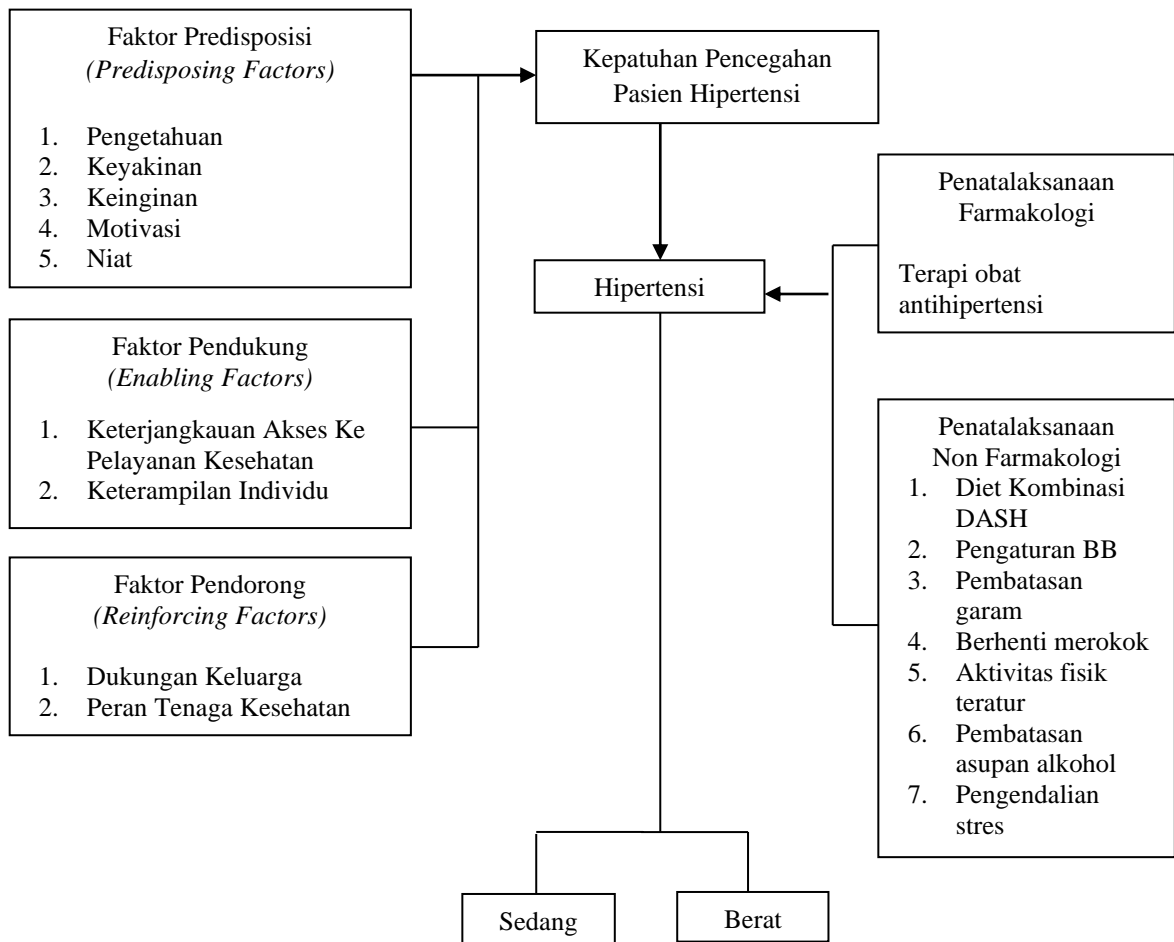 Faktor Predisposisi
(Predisposing Factors)
1. Pengetahuan
2. Keyakinan
3. Keinginan
4. Motivasi
5. Niat
Faktor Pendukung
(Enabling Factors)
1. Keterjangkauan Akses Ke
Pelayanan Kesehatan
2. Keterampilan Individu
Faktor Pendorong
(Reinforcing Factors)
1. Dukungan Keluarga
2. Peran Tenaga Kesehatan
Kepatuhan Pencegahan
Pasien Hipertensi
Hipertensi
Penatalaksanaan
Farmakologi
Terapi obat
antihipertensi
Penatalaksanaan
Non Farmakologi
1. Diet Kombinasi
DASH
2. Pengaturan BB
3. Pembatasan
garam
4. Berhenti merokok
5. Aktivitas fisik
teratur
6. Pembatasan
asupan alkohol
7. Pengendalian
stres
Sedang
Berat